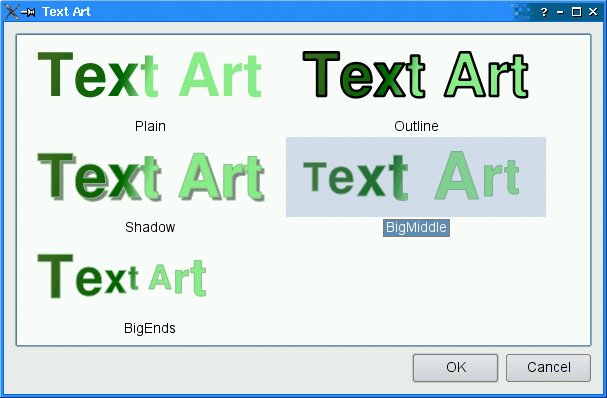 Text Art
Text Art Text Art
Plain Outline
Text Art Text Art
Shadow BigMiddle
Text Art
BigEnds
OK Cancel